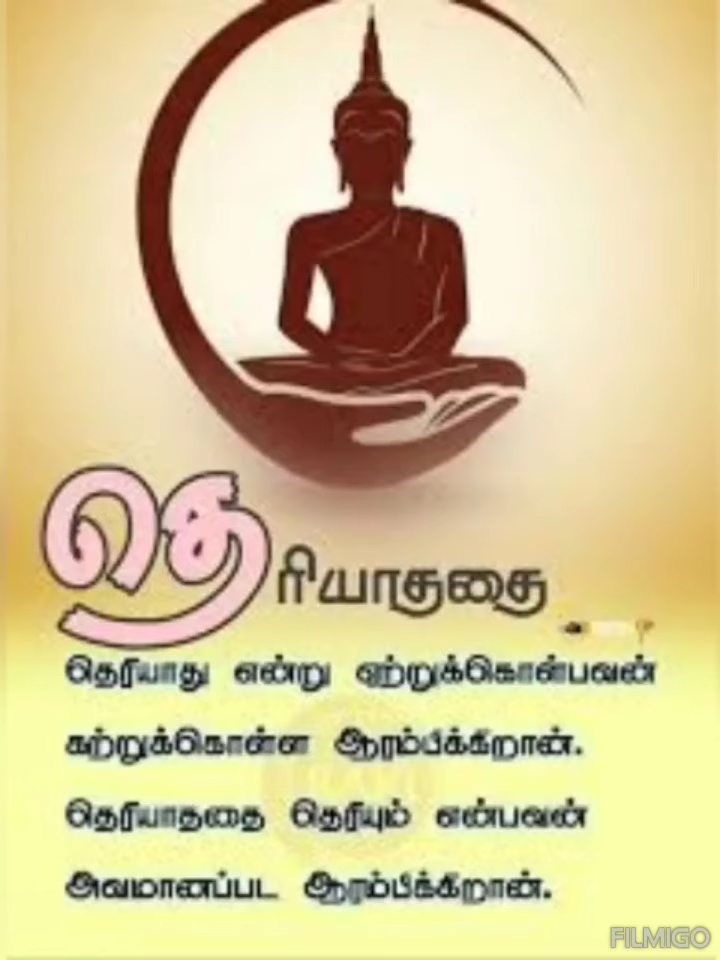 தெரியாததை
தெரியாது என்று ஏற்றுக்கொள்பவன்
கற்றுக்கொள்ள ஆரம்பிக்கிறான்.
தெரியாததை தெரியும் என்பவன்
அவமானப்பட ஆரம்பிக்கிறான்.
FILMIGO